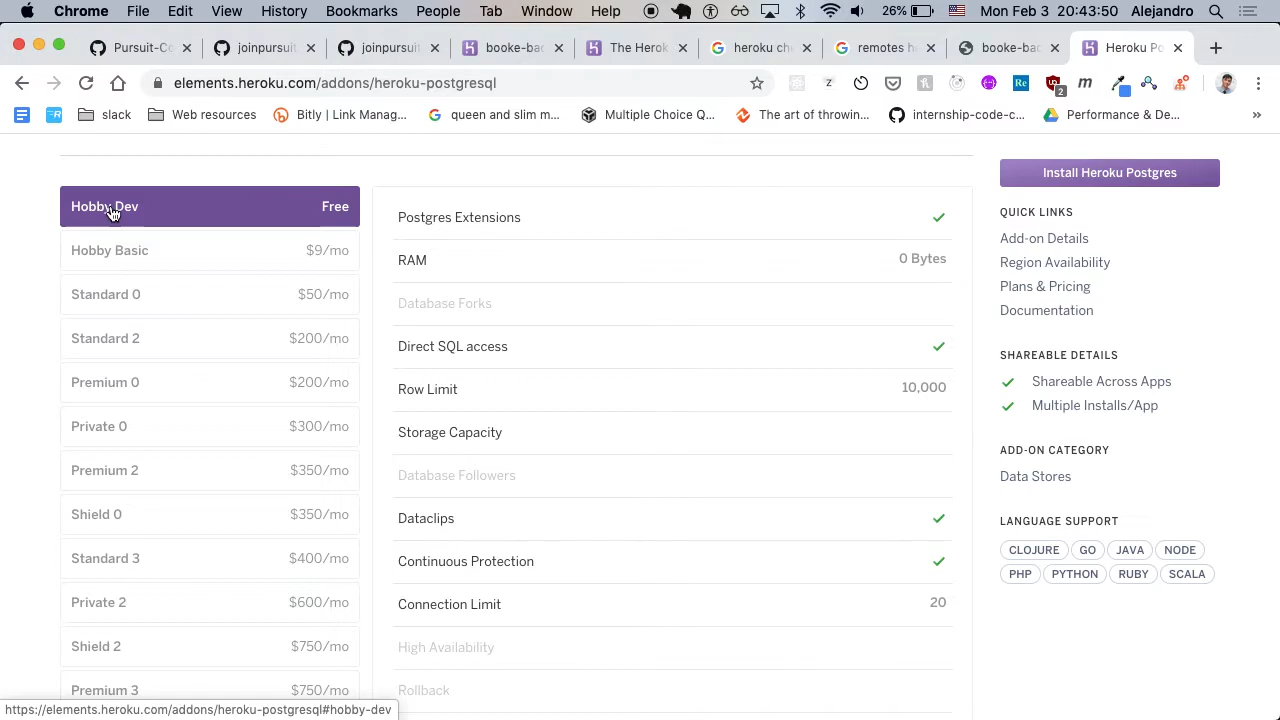 Chrome File Edit View History Bookmarks People Tab Window Help 26% Mon Feb 3 20:43:50 Alejandro
Pursuit-Co joinpursuit joinpursuit booke-bac The Herok heroku ch remotes h booke-bac Heroku Po
elements.heroku.com/addons/heroku-postgresql
slack Web resources Bitly | Link Manag... queen and slim m... Multiple Choice Q... The art of throwin... internship-code-c... Performance & De... »
Hobby Dev Free
Hobby Basic $9/mo
Standard 0 $50/mo
Standard 2 $200/mo
Premium 0 $200/mo
Private 0 $300/mo
Premium 2 $350/mo
Shield 0 $350/mo
Standard 3 $400/mo
Private 2 $600/mo
Shield 2 $750/mo
Premium 3 $750/mo
Postgres Extensions
RAM 0 Bytes
Database Forks
Direct SQL access
Row Limit 10,000
Storage Capacity
Database Followers
Dataclips
Continuous Protection
Connection Limit 20
High Availability
Rollback
Install Heroku Postgres
QUICK LINKS
Add-on Details
Region Availability
Plans & Pricing
Documentation
SHAREABLE DETAILS
Shareable Across Apps
Multiple Installs/App
ADD-ON CATEGORY
Data Stores
LANGUAGE SUPPORT
CLOJURE GO JAVA NODE
PHP PYTHON RUBY SCALA
https://elements.heroku.com/addons/heroku-postgresql#hobby-dev